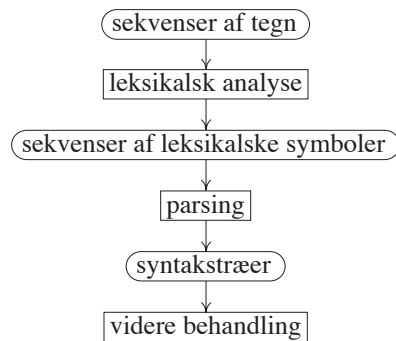 sekvenser af tegn
leksikalsk analyse
sekvenser af leksikalske symboler
parsing
syntakstræer
videre behandling